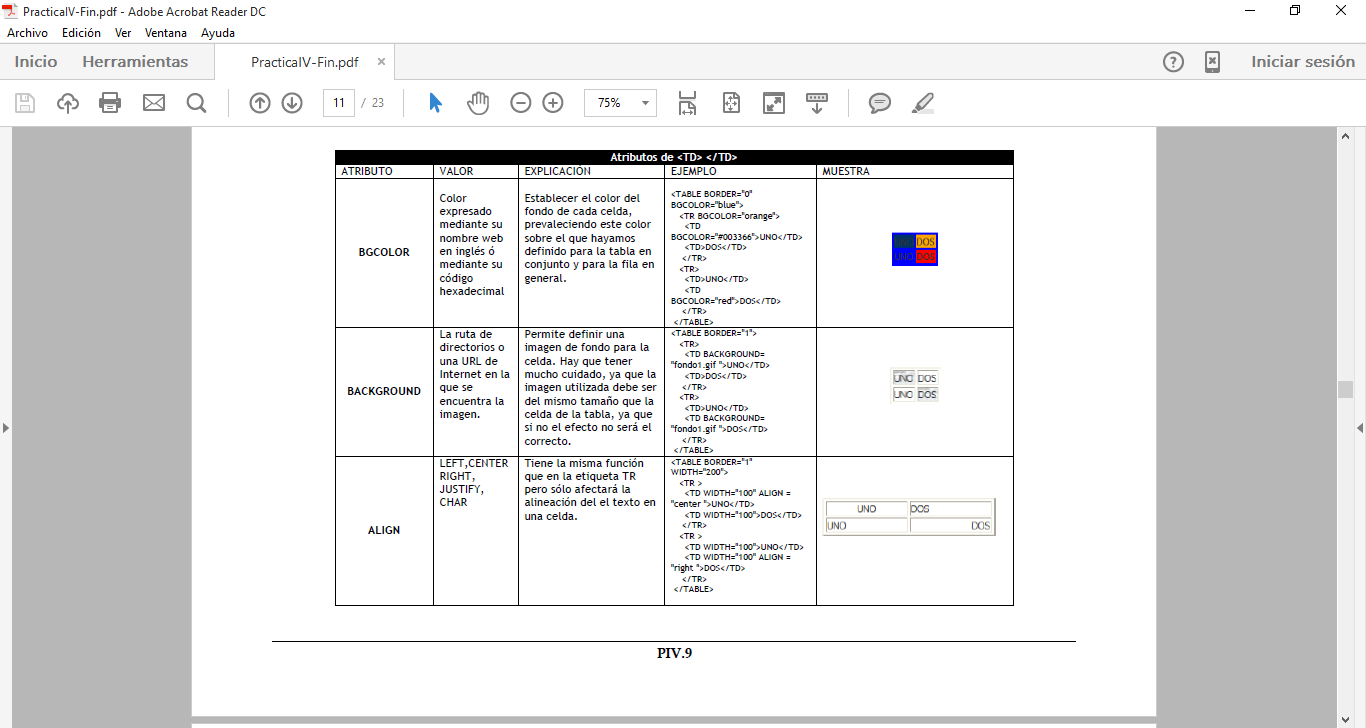 PracticaIV-Fin.pdf - Adobe Acrobat Reader DC
Archivo Edición Ver Ventana Ayuda
Inicio Herramientas PracticaIV-Fin.pdf × Iniciar sesión
11 / 23 75%
Atributos de <TD> </TD>
ATRIBUTO VALOR EXPLICACIÓN EJEMPLO MUESTRA
BGCOLOR
Color
expresado
mediante su
nombre web
en inglés ó
mediante su
código
hexadecimal
Establecer el color del
fondo de cada celda,
prevaleciendo este color
sobre el que hayamos
definido para la tabla en
conjunto y para la fila en
general.
<TABLE BORDER="0"
BGCOLOR="blue">
<TR BGCOLOR="orange">
<TD
BGCOLOR="#003366">UNO</TD>
<TD>DOS</TD>
</TR>
<TR>
<TD>UNO</TD>
<TD
BGCOLOR="red">DOS</TD>
</TR>
</TABLE>
UNO DOS
UNO DOS
BACKGROUND
La ruta de
directorios o
una URL de
Internet en la
que se
encuentra la
imagen.
Permite definir una
imagen de fondo para la
celda. Hay que tener
mucho cuidado, ya que la
imagen utilizada debe ser
del mismo tamaño que la
celda de la tabla, ya que
si no el efecto no será el
correcto.
<TABLE BORDER="1">
<TR>
<TD BACKGROUND=
"fondo1.gif ">UNO</TD>
<TD>DOS</TD>
</TR>
<TR>
<TD>UNO</TD>
<TD BACKGROUND=
"fondo1.gif ">DOS</TD>
</TR>
</TABLE>
UNO DOS
UNO DOS
ALIGN
LEFT,CENTER
RIGHT,
JUSTIFY,
CHAR
Tiene la misma función
que en la etiqueta TR
pero sólo afectará la
alineación del el texto en
una celda.
<TABLE BORDER="1"
WIDTH="200">
<TR >
<TD WIDTH="100" ALIGN =
"center ">UNO</TD>
<TD WIDTH="100">DOS</TD>
</TR>
<TR >
<TD WIDTH="100">UNO</TD>
<TD WIDTH="100" ALIGN =
"right ">DOS</TD>
</TR>
</TABLE>
UNO DOS
UNO DOS
PIV.9